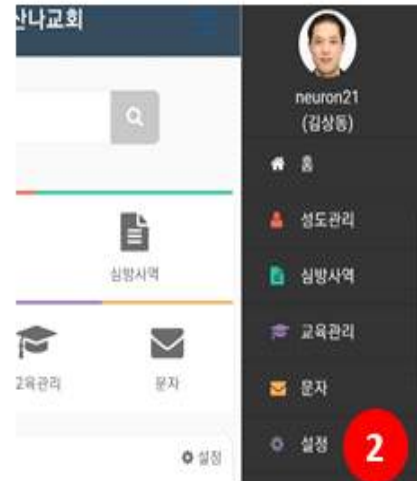 산나교회
심방사역
교육관리
문자
설정
neuron21
(김상동)
홈
성도관리
심방사역
교육관리
문자
설정
2